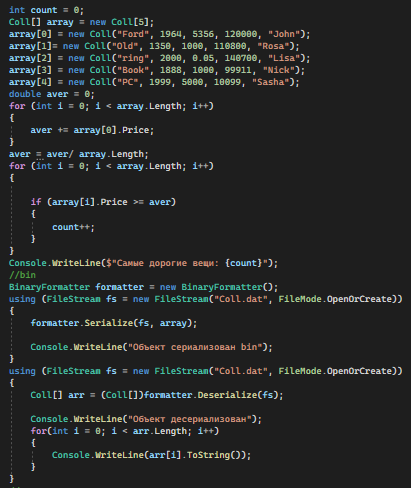 int count = 0;
Coll[] array = new Coll[5];
array[0] = new Coll("Ford", 1964, 5356, 120000, "John");
array[1]= new Coll("Old", 1350, 1000, 110800, "Rosa");
array[2] = new Coll("ring", 2000, 0.05, 140700, "Lisa");
array[3] = new Coll("Book", 1888, 1000, 99911, "Nick");
array[4] = new Coll("PC", 1999, 5000, 10099, "Sasha");
double aver = 0;
for (int i = 0; i < array.Length; i++)
{
aver += array[0].Price;
}
aver = aver/ array.Length;
for (int i = 0; i < array.Length; i++)
{
if (array[i].Price >= aver)
{
count++;
}
}
Console.WriteLine($"Самые дорогие вещи: {count}");
//bin
BinaryFormatter formatter = new BinaryFormatter();
using (FileStream fs = new FileStream("Coll.dat", FileMode.OpenOrCreate))
{
formatter.Serialize(fs, array);
Console.WriteLine("Объект сериализован bin");
}
using (FileStream fs = new FileStream("Coll.dat", FileMode.OpenOrCreate))
{
Coll[] arr = (Coll[])formatter.Deserialize(fs);
Console.WriteLine("Объект десериализован");
for(int i = 0; i < arr.Length; i++)
{
Console.WriteLine(arr[i].ToString());
}
}